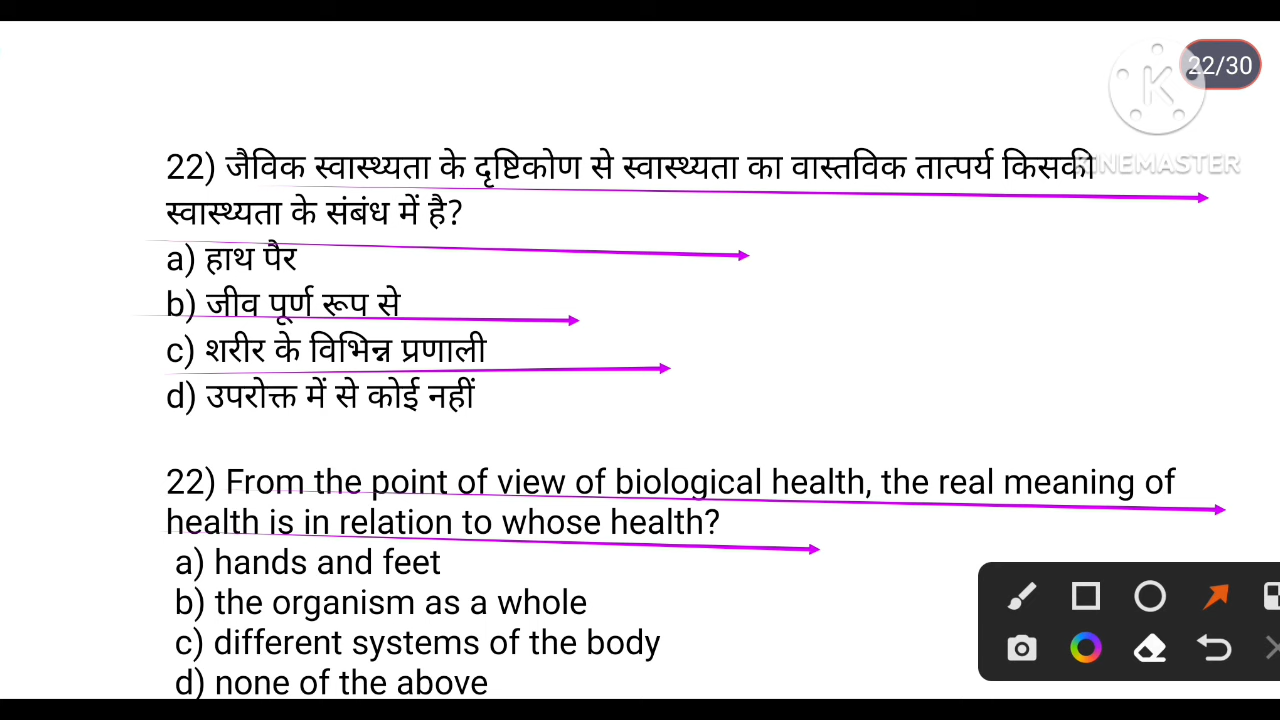 22/30
KINEMASTER
22) जैविक स्वास्थ्यता के दृष्टिकोण से स्वास्थ्यता का वास्तविक तात्पर्य किसकी
स्वास्थ्यता के संबंध में है?
a) हाथ पैर
b) जीव पूर्ण रूप से
c) शरीर के विभिन्न प्रणाली
d) उपरोक्त में से कोई नहीं
22) From the point of view of biological health, the real meaning of
health is in relation to whose health?
a) hands and feet
b) the organism as a whole
c) different systems of the body
d) none of the above